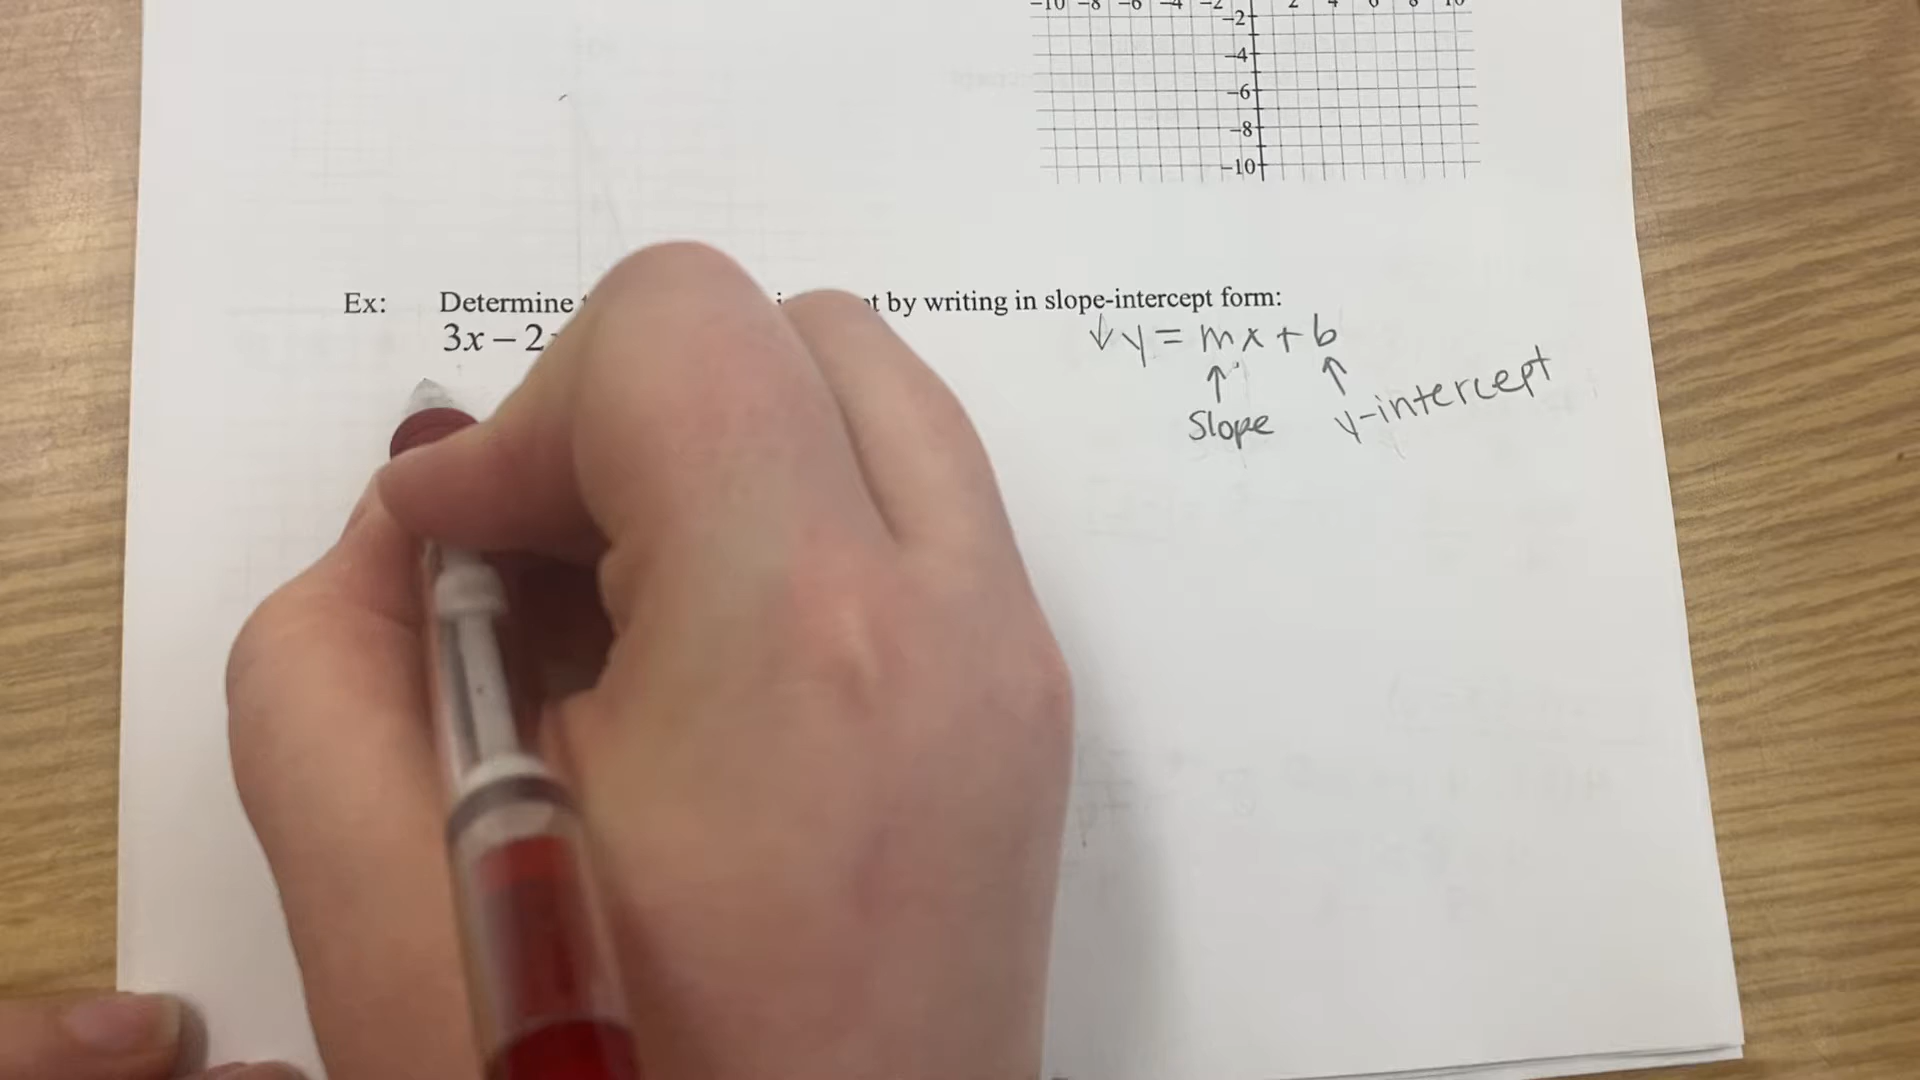 -10 -8 -6 -4 -2 2 4 6 8 10
-2
-4
-6
-8
-10
Ex: Determine by writing in slope-intercept form:
3x – 2
↓ y = mx + b
↑ ↑
Slope y-intercept